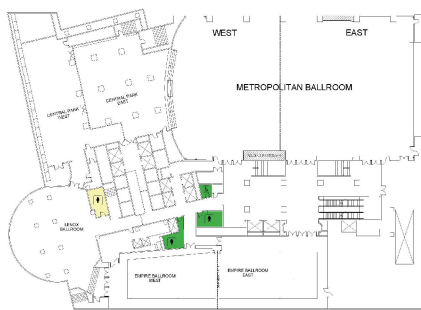 WEST
EAST
METROPOLITAN BALLROOM
CENTRAL PARK
WEST
CENTRAL PARK
EAST
LENOX
BALLROOM
EMPIRE BALLROOM
WEST
EMPIRE BALLROOM
EAST